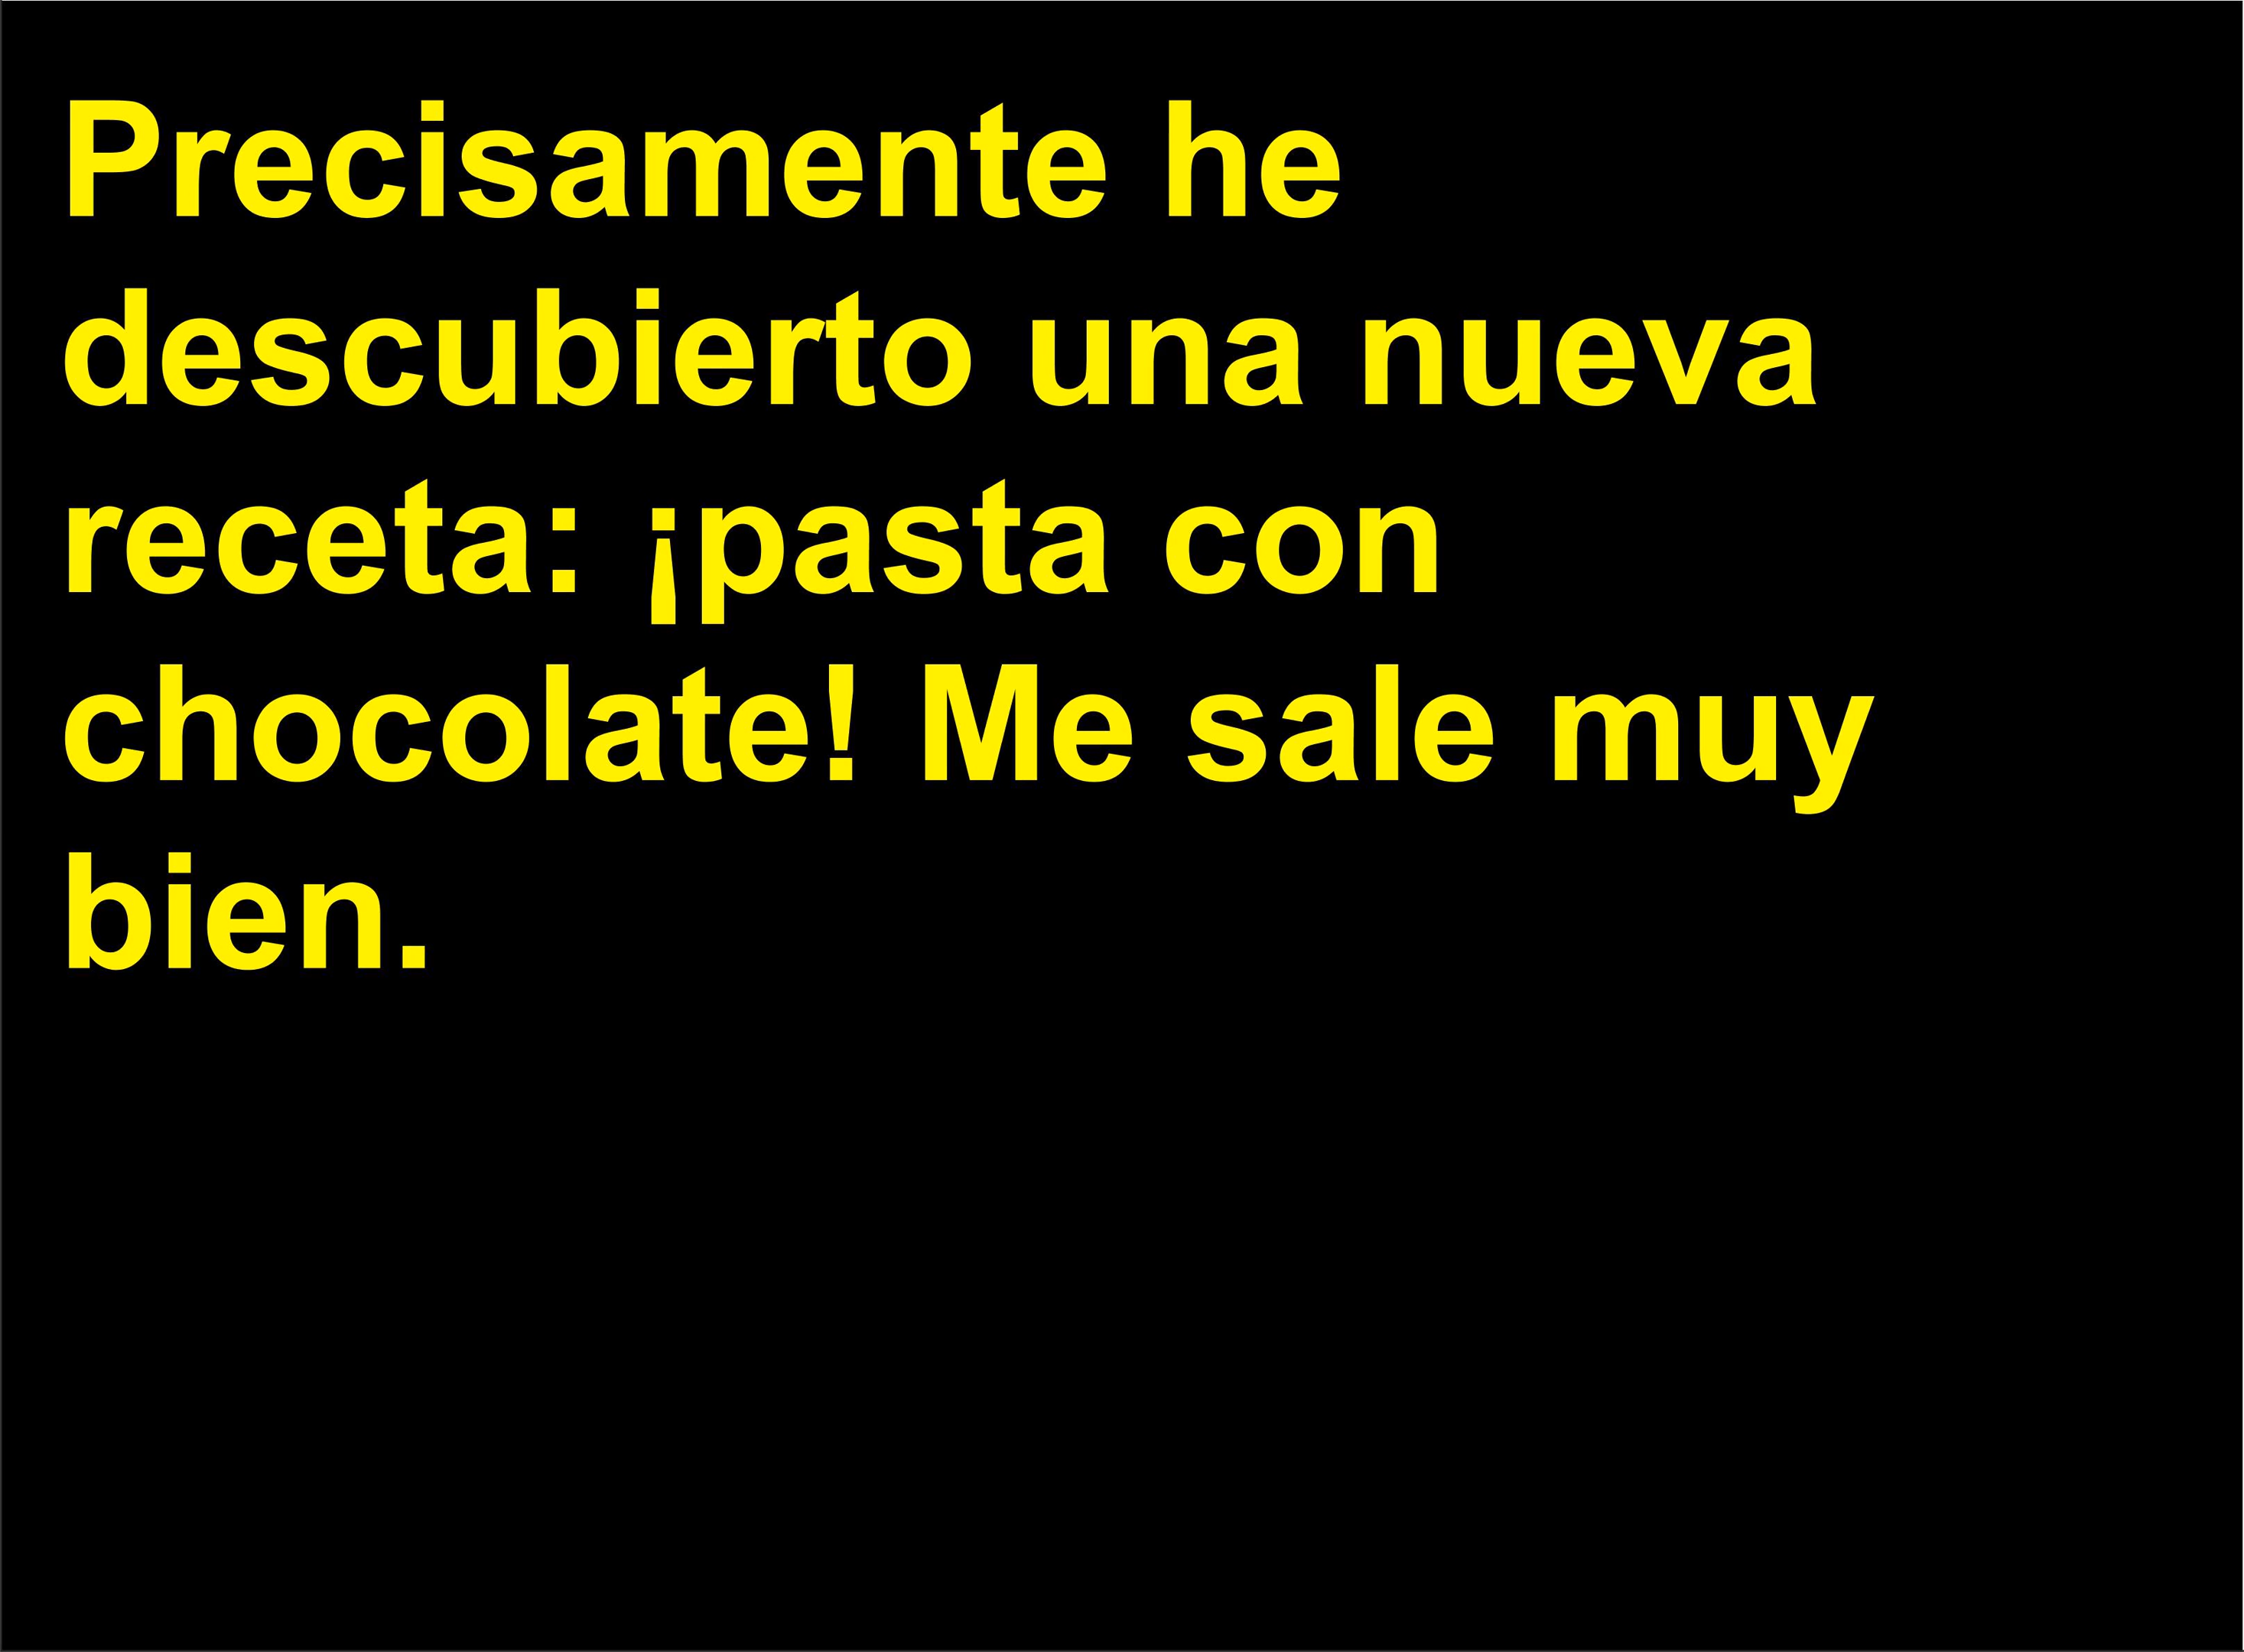 Precisamente he
descubierto una nueva
receta: ¡pasta con
chocolate! Me sale muy
bien.